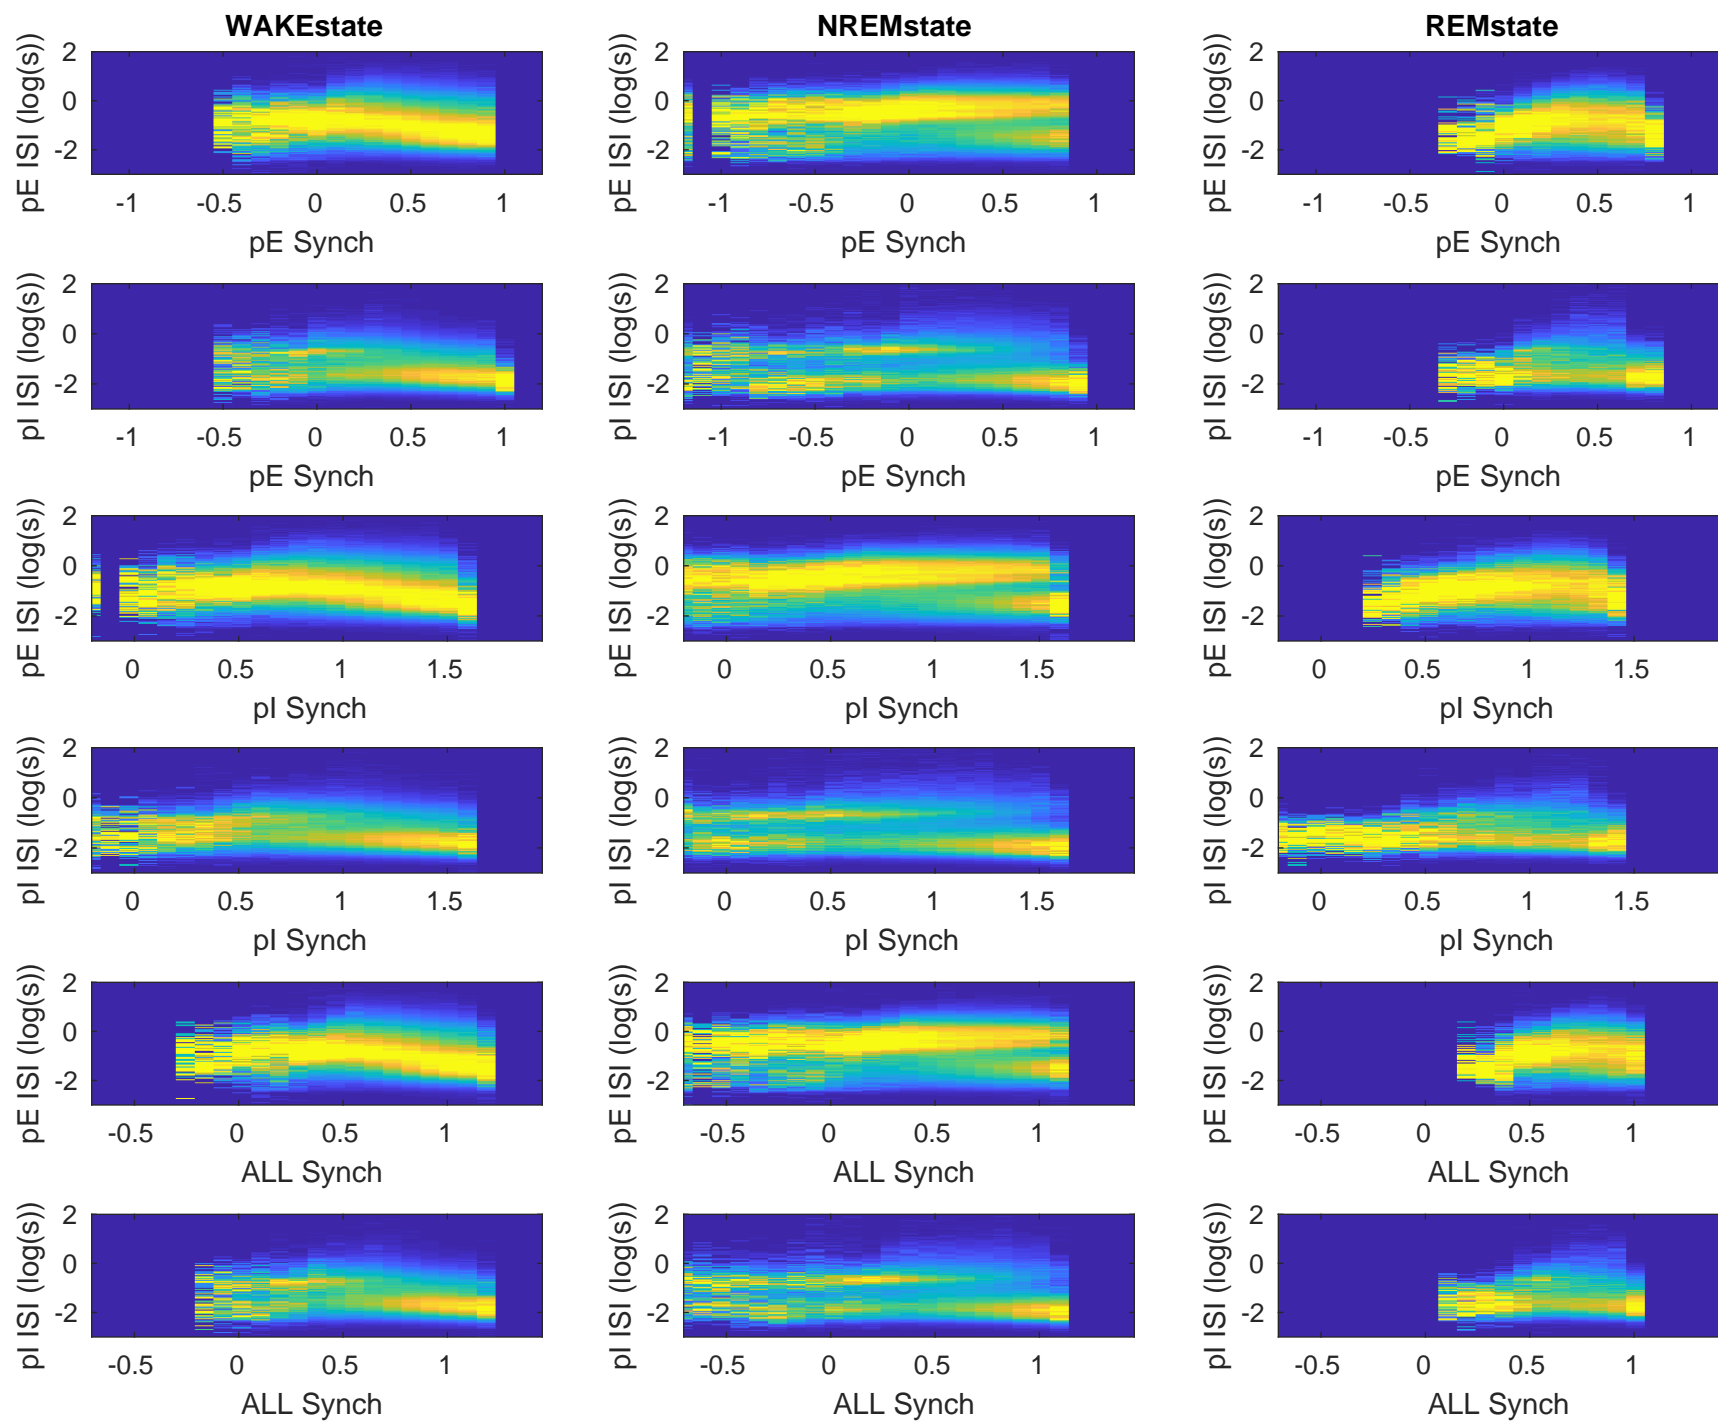 WAKEstate NREMstate REMstate
pE ISI (log(s)) 2 0 -2 pE ISI (log(s)) 2 0 -2 pE ISI (log(s)) 2 0 -2
-1 -0.5 0 0.5 1 -1 -0.5 0 0.5 1 -1 -0.5 0 0.5 1
pE Synch pE Synch pE Synch
pI ISI (log(s)) 2 0 -2 pI ISI (log(s)) 2 0 -2 pI ISI (log(s)) 2 0 -2
-1 -0.5 0 0.5 1 -1 -0.5 0 0.5 1 -1 -0.5 0 0.5 1
pE Synch pE Synch pE Synch
pE ISI (log(s)) 2 0 -2 pE ISI (log(s)) 2 0 -2 pE ISI (log(s)) 2 0 -2
0 0.5 1 1.5 0 0.5 1 1.5 0 0.5 1 1.5
pI Synch pI Synch pI Synch
pI ISI (log(s)) 2 0 -2 pI ISI (log(s)) 2 0 -2 pI ISI (log(s)) 2 0 -2
0 0.5 1 1.5 0 0.5 1 1.5 0 0.5 1 1.5
pI Synch pI Synch pI Synch
pE ISI (log(s)) 2 0 -2 pE ISI (log(s)) 2 0 -2 pE ISI (log(s)) 2 0 -2
-0.5 0 0.5 1 -0.5 0 0.5 1 -0.5 0 0.5 1
ALL Synch ALL Synch ALL Synch
pI ISI (log(s)) 2 0 -2 pI ISI (log(s)) 2 0 -2 pI ISI (log(s)) 2 0 -2
-0.5 0 0.5 1 -0.5 0 0.5 1 -0.5 0 0.5 1
ALL Synch ALL Synch ALL Synch